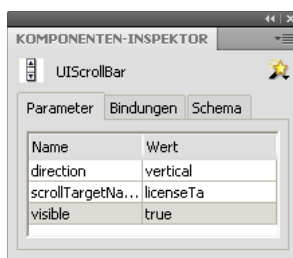 KOMPONENTEN-INSPEKTOR
UIScrollBar
Parameter Bindungen Schema
Name Wert
direction vertical
scrollTargetNa... licenseTa
visible true